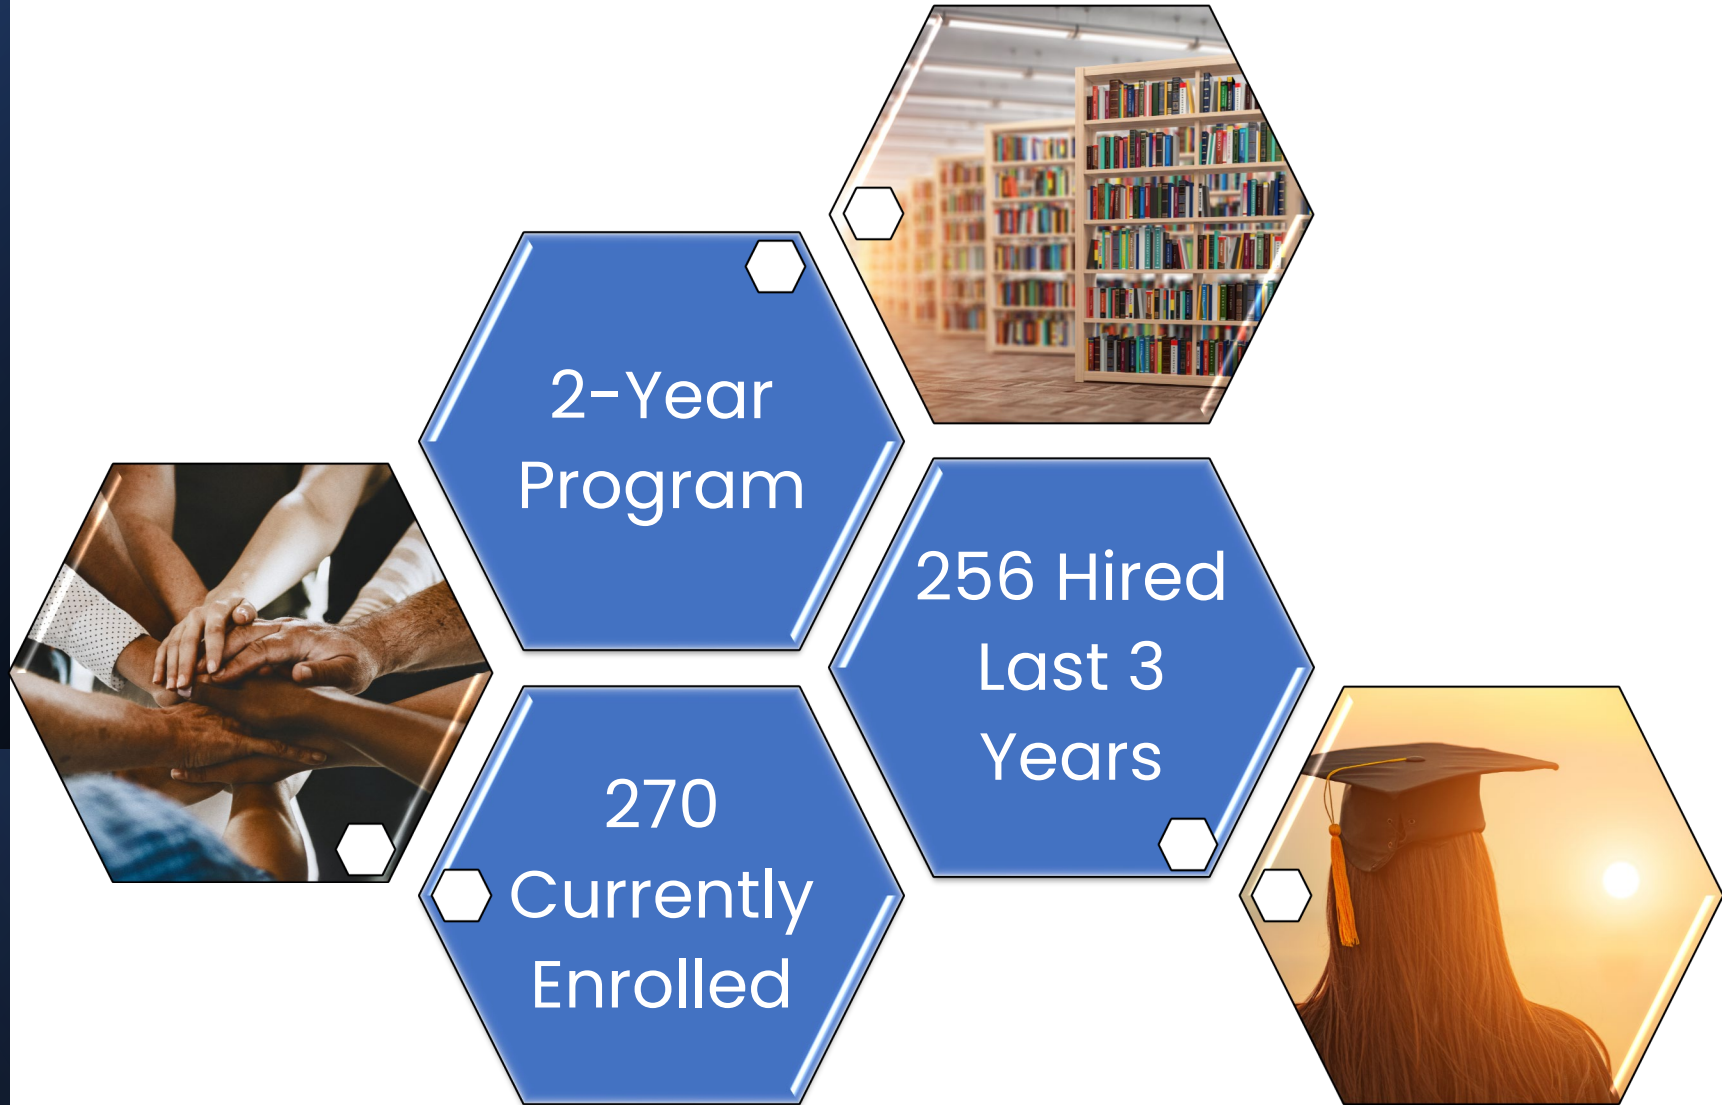 2-Year
Program
256 Hired
Last 3
Years
270
Currently
Enrolled